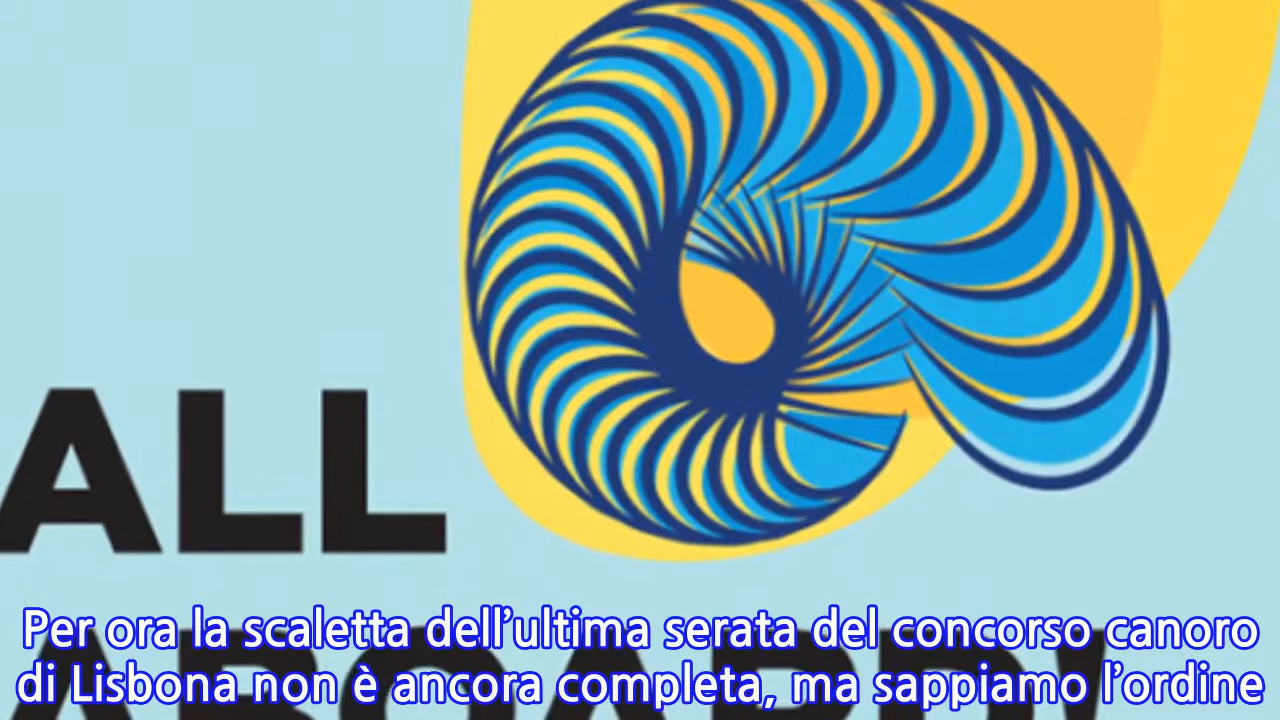 ALL
ABOARD!
Per ora la scaletta dell'ultima serata del concorso canoro
di Lisbona non è ancora completa, ma sappiamo l'ordine